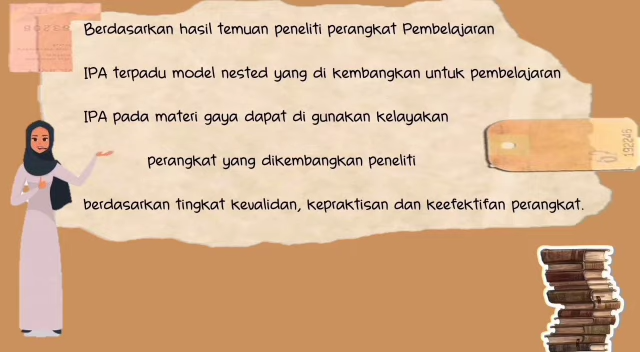 Berdasarkan hasil temuan peneliti perangkat Pembelajaran
IPA terpadu model nested yang di kembangkan untuk pembelajaran
IPA pada materi gaya dapat di gunakan kelayakan
perangkat yang dikembangkan peneliti
berdasarkan tingkat kevalidan, kepraktisan dan keefektifan perangkat.
192248